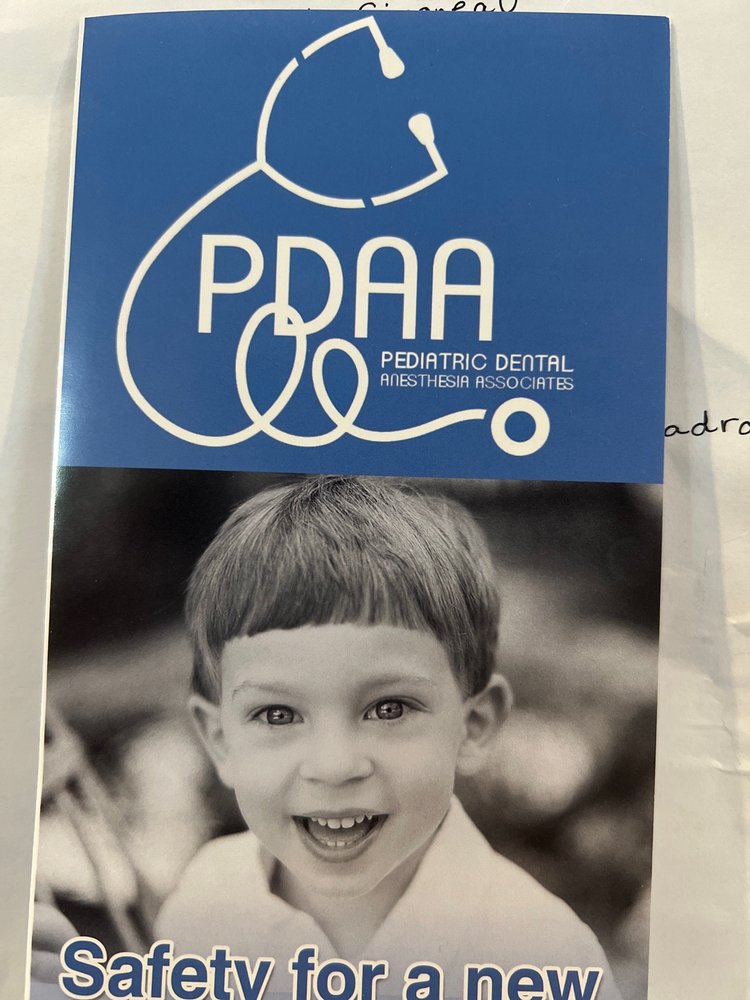 PDAA
PEDIATRIC DENTAL
ANESTHESIA ASSOCIATES
Safety for a new